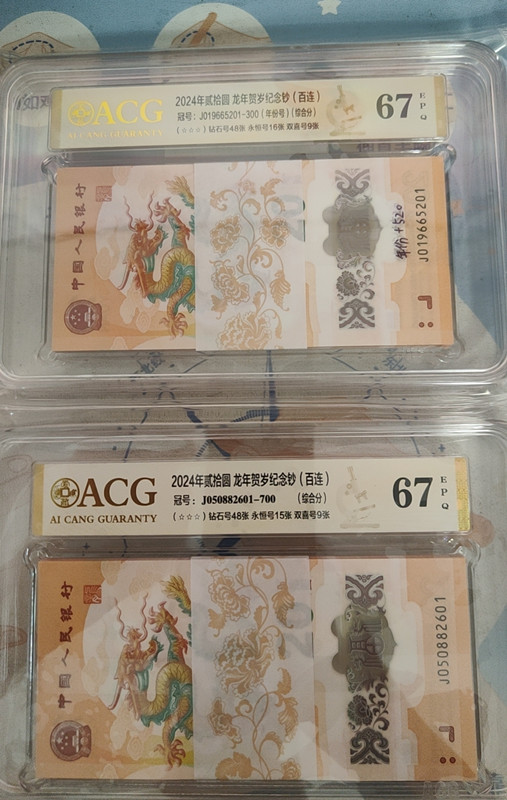 ACG
AI CANG GUARANTY
2024年贰拾圆 龙年贺岁纪念钞（百连）
冠号：J019665201-300（年份号）（综合分）
（☆☆☆）钻石号48张 永恒号16张 双喜号9张
67
EPQ
中国人民银行
年份+520
J019665201
ACG
AI CANG GUARANTY
2024年贰拾圆 龙年贺岁纪念钞（百连）
冠号：J050882601-700 （综合分）
（☆☆☆）钻石号48张 永恒号15张 双喜号9张
67
EPQ
中国人民银行
J050882601